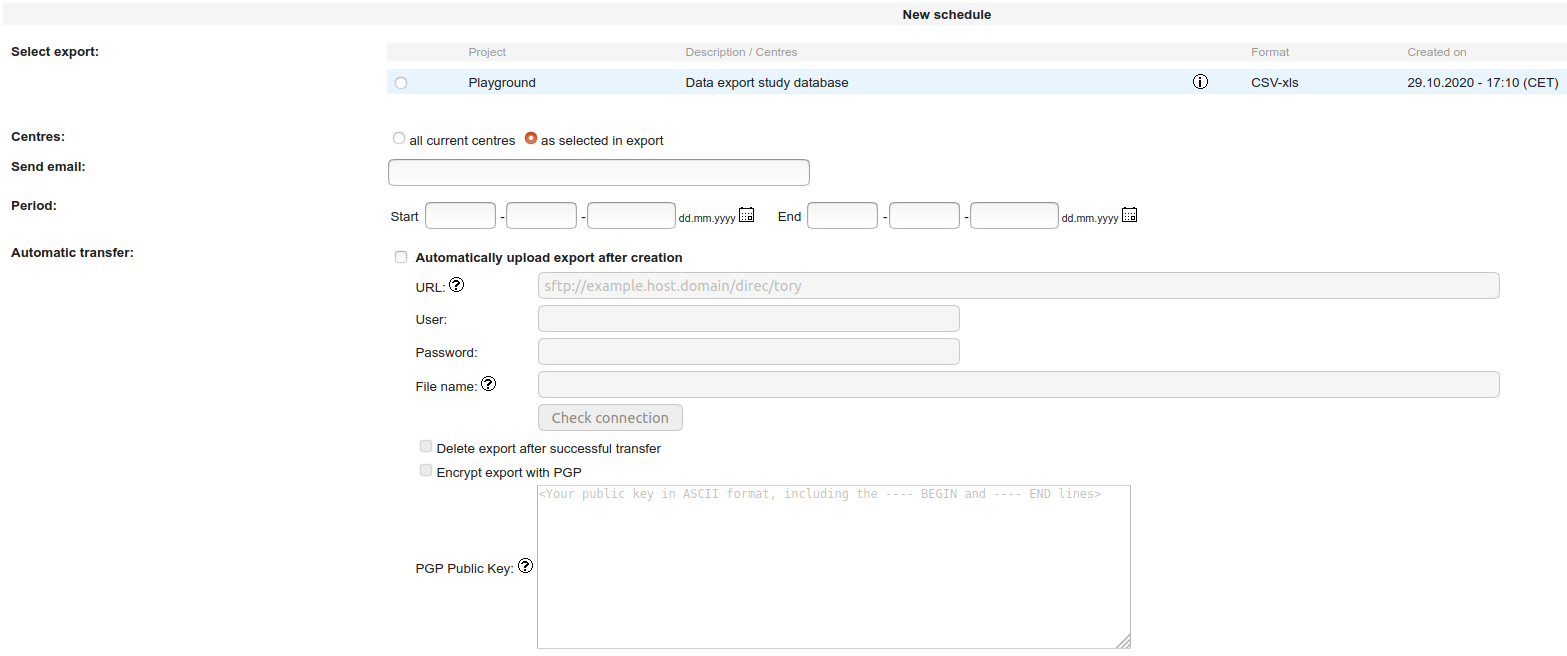 New schedule
Select export:
Project Description / Centres Format Created on
Playground Data export study database i CSV-xls 29.10.2020 - 17:10 (CET)
Centres: all current centres as selected in export
Send email:
Period:
Start - - dd.mm.yyyy End - - dd.mm.yyyy
Automatic transfer: Automatically upload export after creation
URL: ? sftp://example.host.domain/direc/tory
User:
Password:
File name: ?
Check connection
Delete export after successful transfer
Encrypt export with PGP
<Your public key in ASCII format, including the ---- BEGIN and ---- END lines>
PGP Public Key: ?